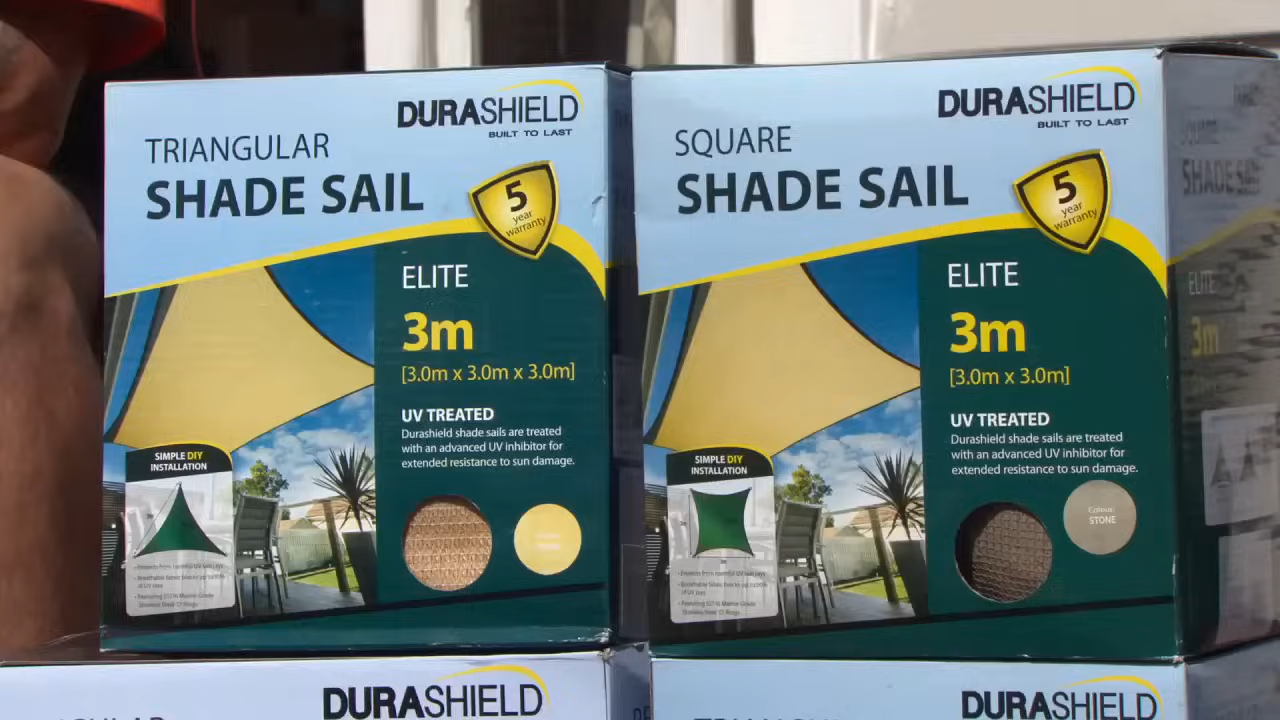 DURASHIELD
BUILT TO LAST
TRIANGULAR
SHADE SAIL
5
year
warranty
ELITE
3m
[3.0m x 3.0m x 3.0m]
UV TREATED
Durashield shade sails are treated
with an advanced UV inhibitor for
extended resistance to sun damage.
SIMPLE DIY
INSTALLATION
DURASHIELD
BUILT TO LAST
SQUARE
SHADE SAIL
5
year
warranty
ELITE
3m
[3.0m x 3.0m]
UV TREATED
Durashield shade sails are treated
with an advanced UV inhibitor for
extended resistance to sun damage.
SIMPLE DIY
INSTALLATION
Colour:
STONE
SQUARE
SHADE SAIL
ELITE
3m
DURASHIELD
DURASHIELD